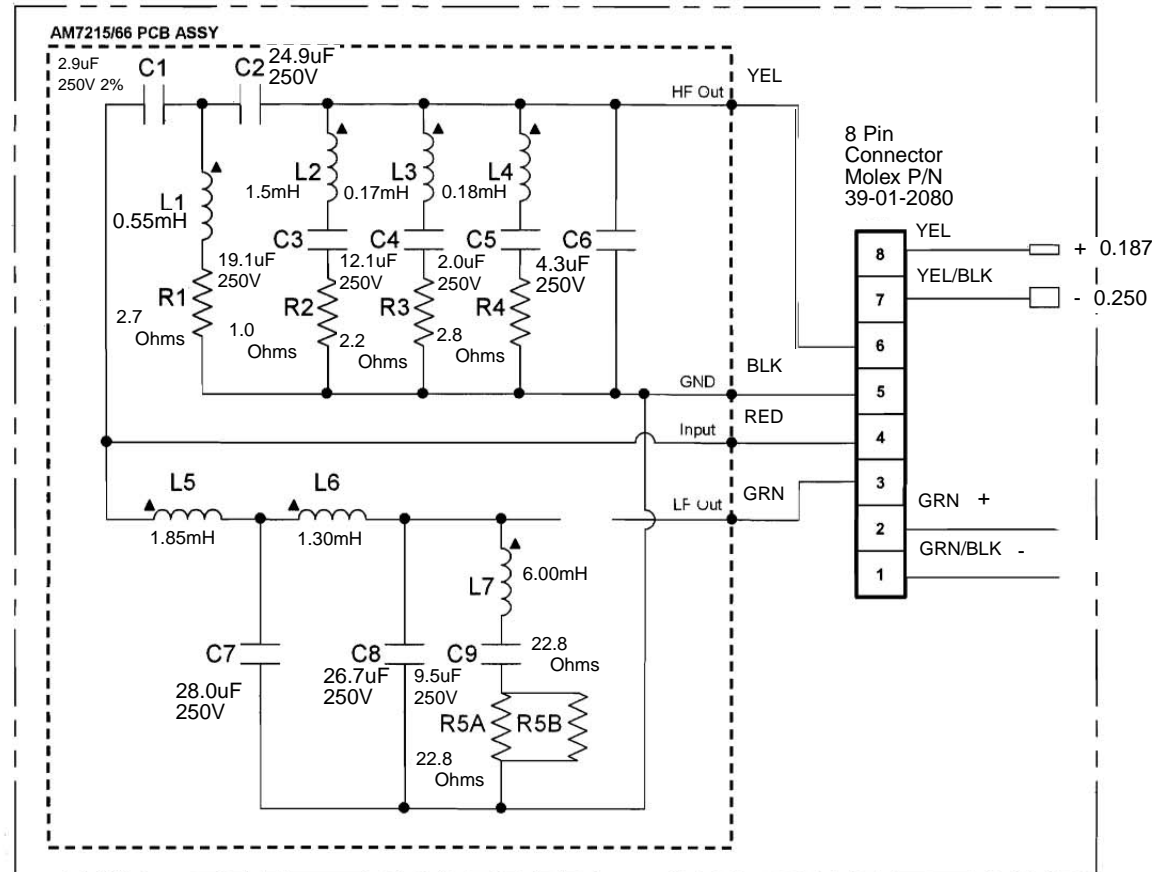 AM7215/66 PCB ASSY
2.9uF
250V 2%
C1
C2
24.9uF
250V
HF Out
YEL
L1
0.55mH
L2
1.5mH
L3
0.17mH
L4
0.18mH
C3
19.1uF
250V
C4
12.1uF
250V
C5
2.0uF
250V
C6
4.3uF
250V
R1
2.7
Ohms
R2
1.0
Ohms
R3
2.2
Ohms
R4
2.8
Ohms
GND
BLK
Input
RED
LF Out
GRN
L5
1.85mH
L6
1.30mH
L7
6.00mH
C7
28.0uF
250V
C8
26.7uF
250V
C9
9.5uF
250V
22.8
Ohms
R5A
R5B
22.8
Ohms
8 Pin
Connector
Molex P/N
39-01-2080
8
YEL
+ 0.187
7
YEL/BLK
- 0.250
6
5
4
3
2
GRN +
1
GRN/BLK -